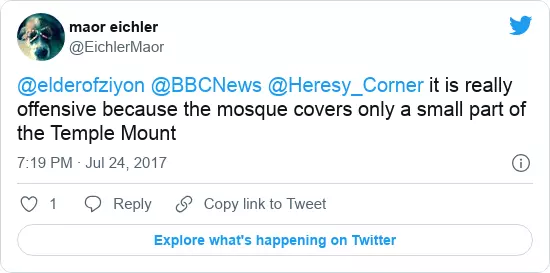 maor eichler
@EichlerMaor
@elderofziyon @BBCNews @Heresy_Corner it is really
offensive because the mosque covers only a small part of
the Temple Mount
7:19 PM · Jul 24, 2017
1 Reply Copy link to Tweet
Explore what's happening on Twitter